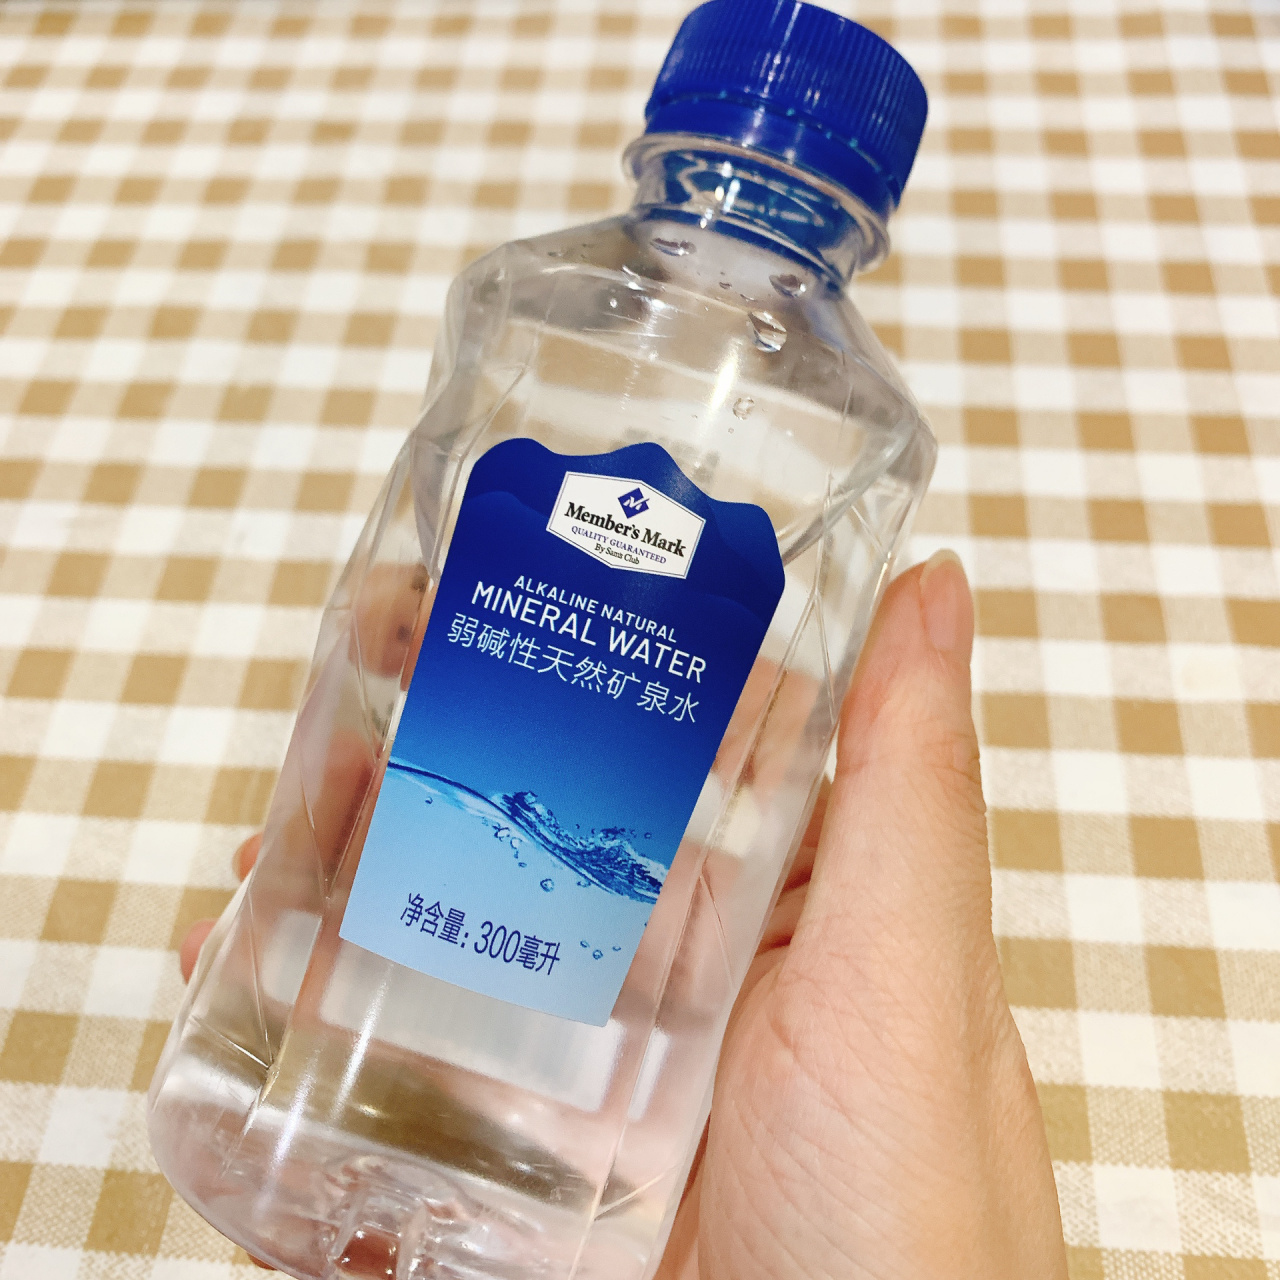 Member's Mark
QUALITY GUARANTEED
By Sam's Club
ALKALINE NATURAL
MINERAL WATER
弱碱性天然矿泉水
净含量: 300毫升